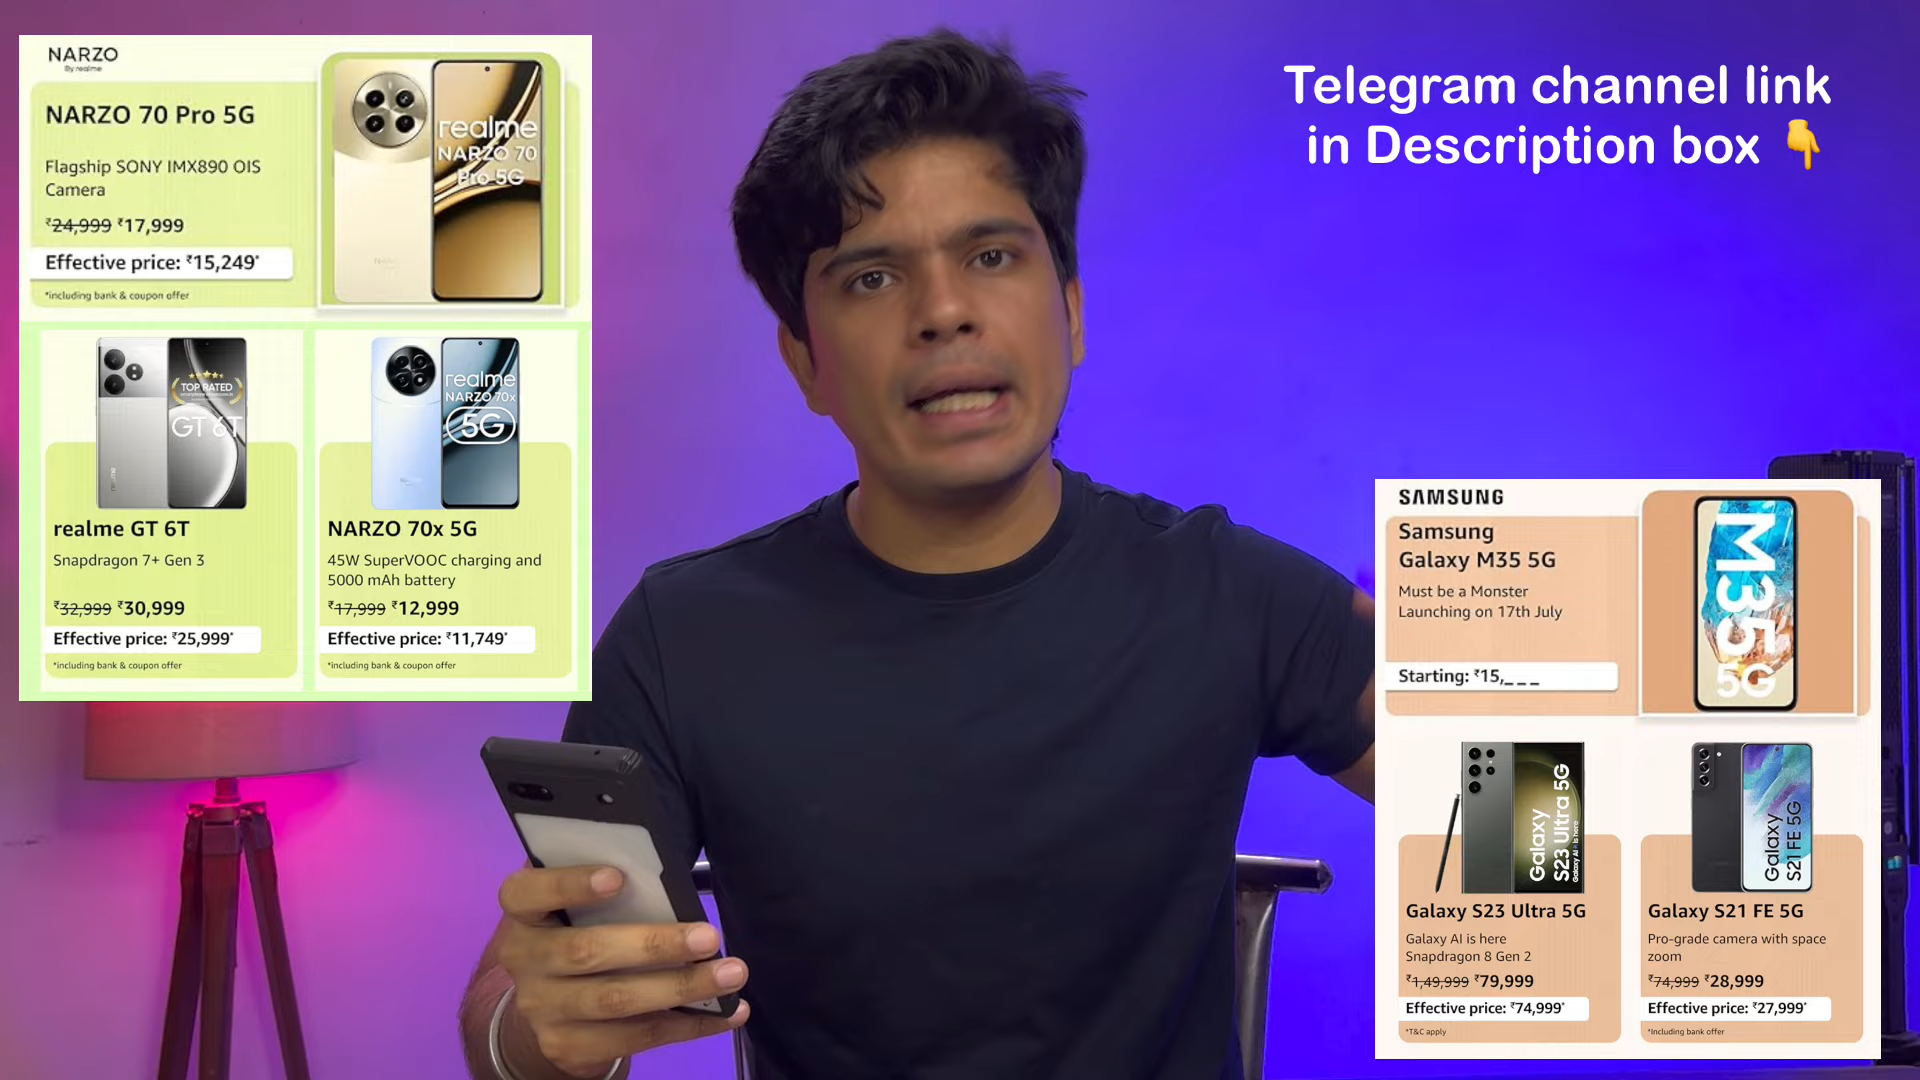 NARZO
By realme
NARZO 70 Pro 5G
Flagship SONY IMX890 OIS
Camera
₹24,999 ₹17,999
Effective price: ₹15,249*
*including bank & coupon offer
realme
NARZO 70
Pro 5G
TOP RATED
GT 6T
realme
realme GT 6T
Snapdragon 7+ Gen 3
₹32,999 ₹30,999
Effective price: ₹25,999*
*including bank & coupon offer
realme
NARZO 70x
5G
NARZO 70x 5G
45W SuperVOOC charging and
5000 mAh battery
₹17,999 ₹12,999
Effective price: ₹11,749*
*including bank & coupon offer
Telegram channel link
in Description box 👇
SAMSUNG
Samsung
Galaxy M35 5G
Must be a Monster
Launching on 17th July
Starting: ₹15,_ _ _
M35
5G
Galaxy
S23 Ultra 5G
Galaxy AI is here
Galaxy S23 Ultra 5G
Galaxy AI is here
Snapdragon 8 Gen 2
₹1,49,999 ₹79,999
Effective price: ₹74,999*
*T&C apply
Galaxy
S21 FE 5G
Galaxy S21 FE 5G
Pro-grade camera with space
zoom
₹74,999 ₹28,999
Effective price: ₹27,999*
*Including bank offer